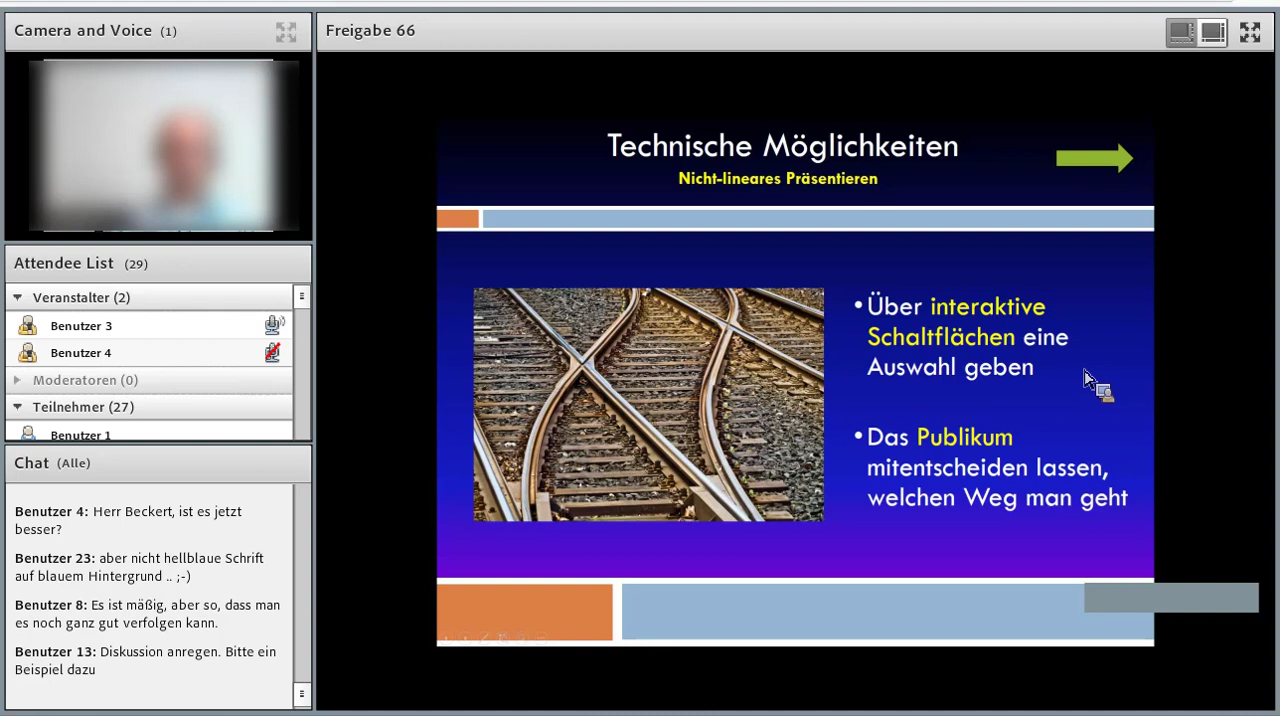 Camera and Voice (1)
Freigabe 66
Technische Möglichkeiten
Nicht-lineares Präsentieren
•Über interaktive
Schaltflächen eine
Auswahl geben
•Das Publikum
mitentscheiden lassen,
welchen Weg man geht
Attendee List (29)
Veranstalter (2)
Benutzer 3
Benutzer 4
Moderatoren (0)
Teilnehmer (27)
Benutzer 1
Chat (Alle)
Benutzer 4: Herr Beckert, ist es jetzt
besser?
Benutzer 23: aber nicht hellblaue Schrift
auf blauem Hintergrund .. ;-)
Benutzer 8: Es ist mäßig, aber so, dass man
es noch ganz gut verfolgen kann.
Benutzer 13: Diskussion anregen. Bitte ein
Beispiel dazu